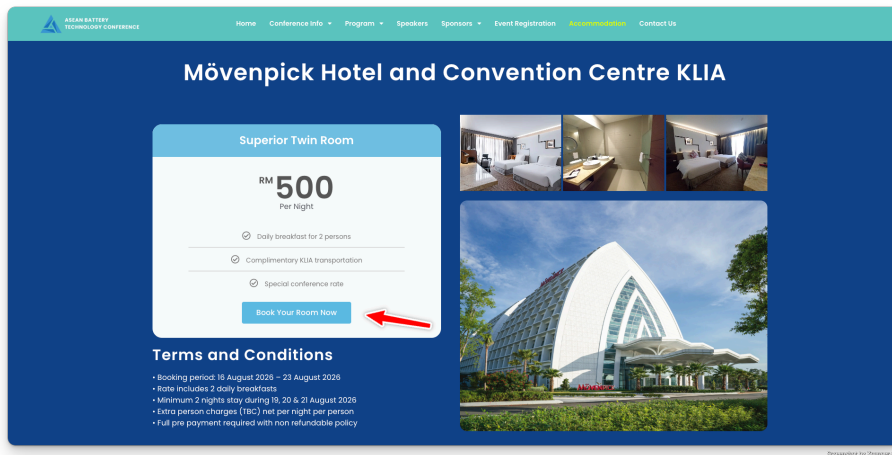 ASEAN BATTERY
TECHNOLOGY CONFERENCE
Home Conference Info Program Speakers Sponsors Event Registration Accommodation Contact Us
Mövenpick Hotel and Convention Centre KLIA
Superior Twin Room
RM 500
Per Night
Daily breakfast for 2 persons
Complimentary KLIA transportation
Special conference rate
Book Your Room Now
Terms and Conditions
• Booking period: 16 August 2026 – 23 August 2026
• Rate includes 2 daily breakfasts
• Minimum 2 nights stay during 19, 20 & 21 August 2026
• Extra person charges (TBC) net per night per person
• Full pre payment required with non refundable policy
MÖVENPICK